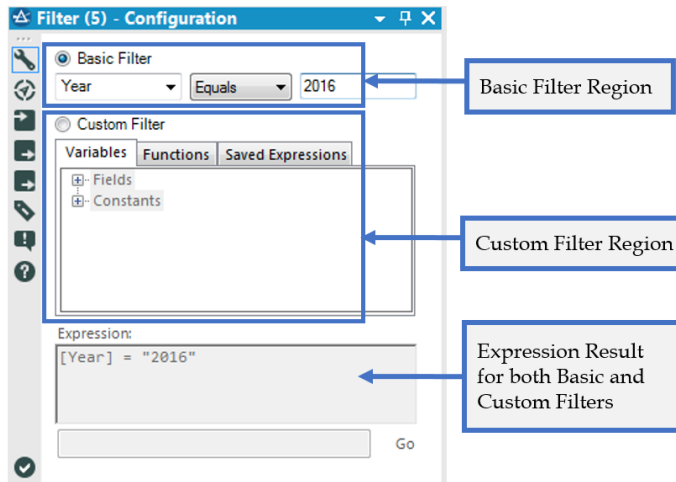 Filter (5) - Configuration
Basic Filter
Year Equals 2016
Basic Filter Region
Custom Filter
Variables Functions Saved Expressions
Fields
Constants
Custom Filter Region
Expression:
[Year] = "2016"
Expression Result
for both Basic and
Custom Filters
Go